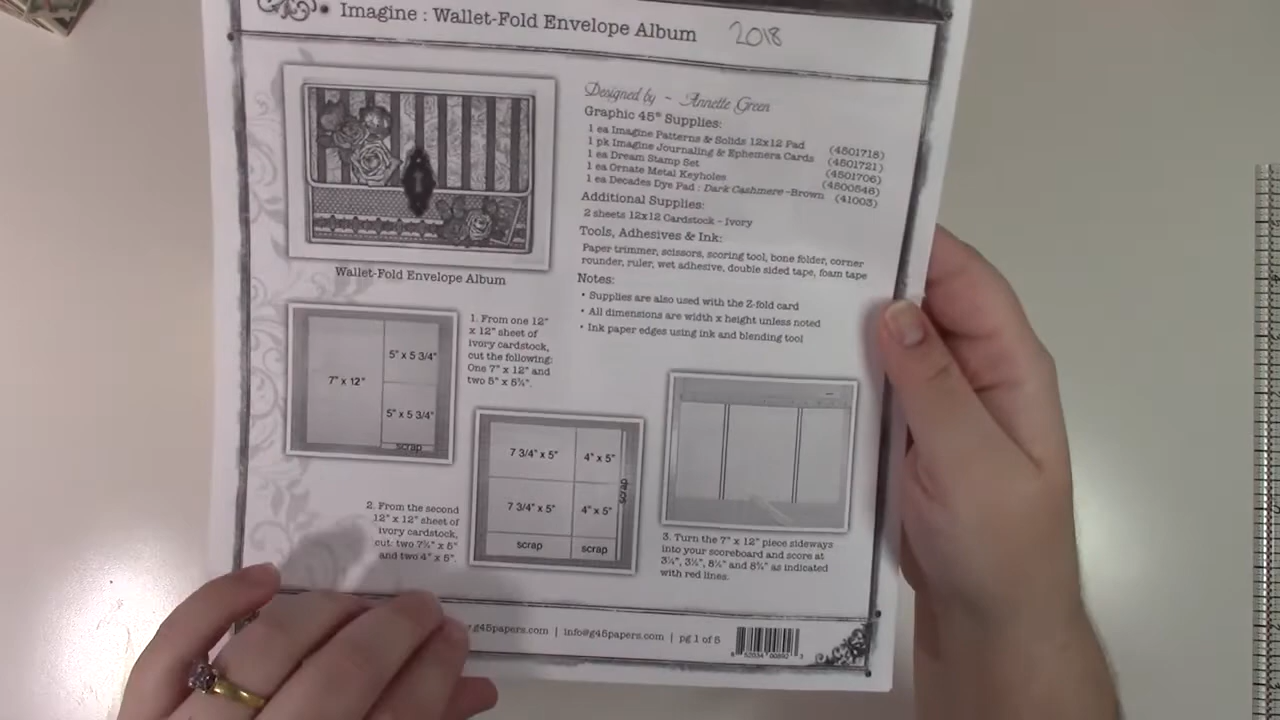 Imagine : Wallet-Fold Envelope Album 2018
Designed by ~ Annette Green
Graphic 45® Supplies:
1 ea Imagine Patterns & Solids 12x12 Pad (4501718)
1 pk Imagine Journaling & Ephemera Cards (4501721)
1 ea Dream Stamp Set (4501706)
1 ea Ornate Metal Keyholes (4500546)
1 ea Decades Dye Pad : Dark Cashmere -Brown (41003)
Additional Supplies:
2 sheets 12x12 Cardstock - Ivory
Tools, Adhesives & Ink:
Paper trimmer, scissors, scoring tool, bone folder, corner
rounder, ruler, wet adhesive, double sided tape, foam tape
Notes:
• Supplies are also used with the Z-fold card
• All dimensions are width x height unless noted
• Ink paper edges using ink and blending tool
Wallet-Fold Envelope Album
7" x 12"
5" x 5 3/4"
5" x 5 3/4"
scrap
1. From one 12"
x 12" sheet of
ivory cardstock,
cut the following:
One 7" x 12" and
two 5" x 5¾".
2. From the second
12" x 12" sheet of
ivory cardstock,
cut: two 7¾" x 5"
and two 4" x 5".
7 3/4" x 5"
4" x 5"
7 3/4" x 5"
4" x 5"
scrap
scrap
scrap
3. Turn the 7" x 12" piece sideways
into your scoreboard and score at
and
as indicated
with red lines.
g45papers.com | info@g45papers.com | pg 1 of 5